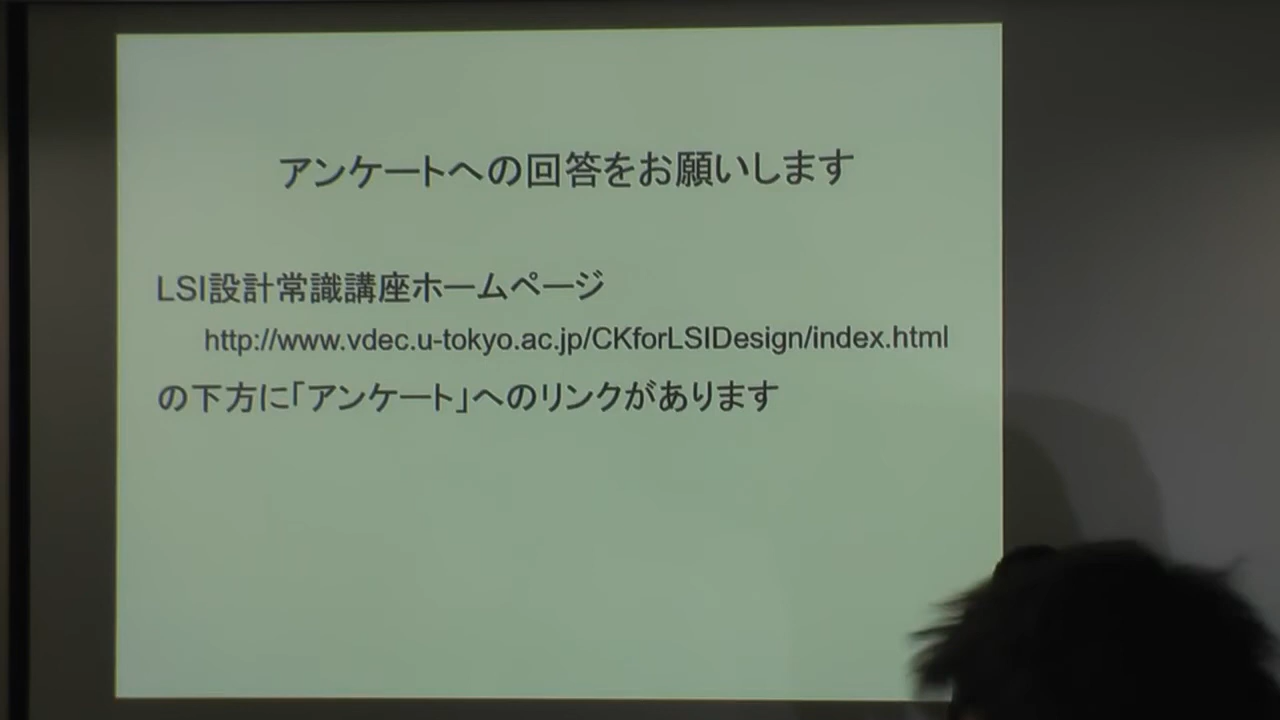 アンケートへの回答をお願いします
LSI設計常識講座ホームページ
http://www.vdec.u-tokyo.ac.jp/CKforLSIDesign/index.html
の下方に「アンケート」へのリンクがあります